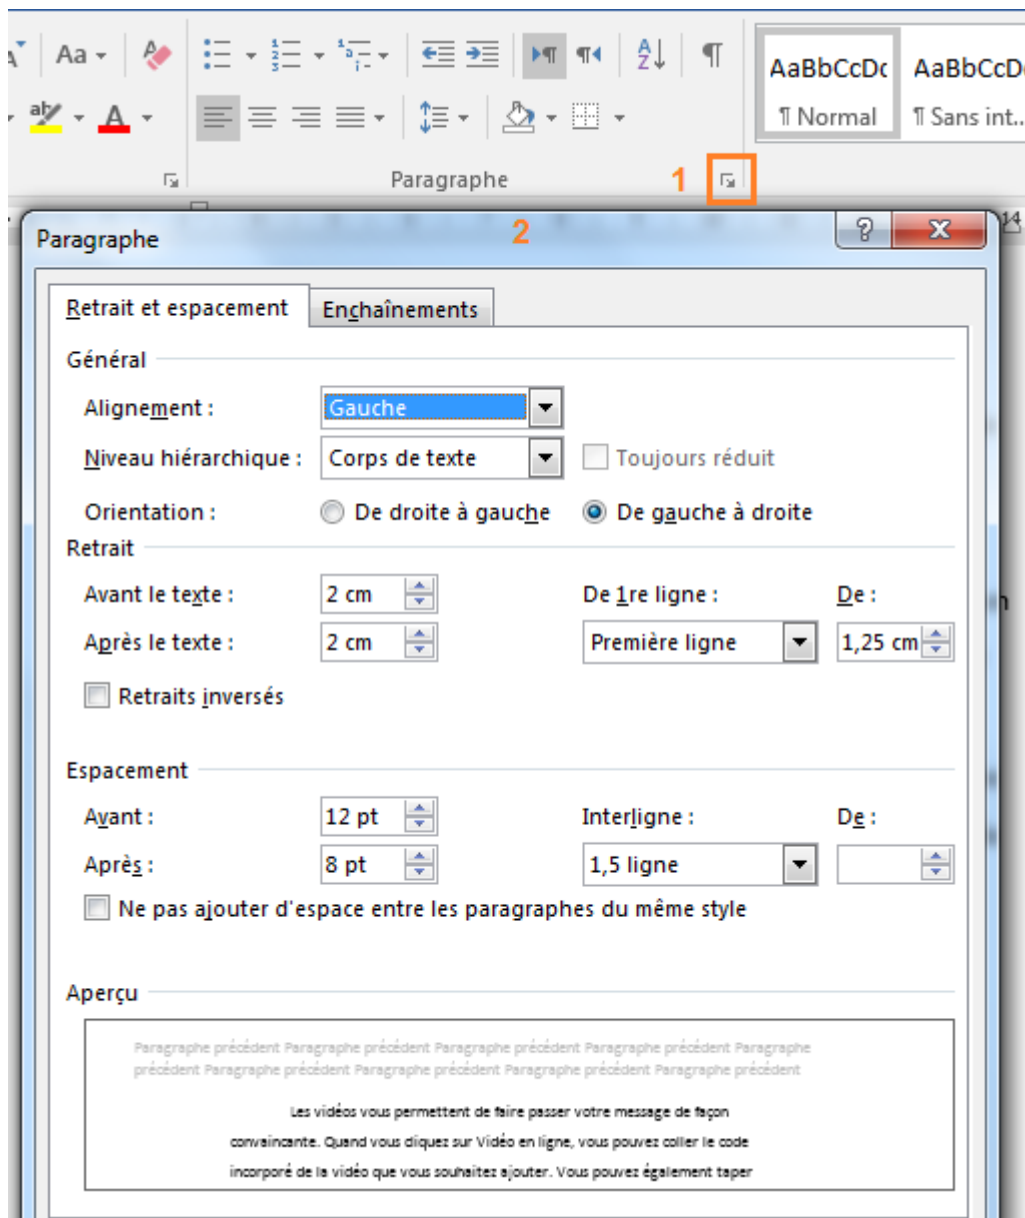 Aa
A
Z
¶
AaBbCcDc AaBbCcD
¶ Normal ¶ Sans int...
ab A
Paragraphe 1
14
Paragraphe 2 ? X
Retrait et espacement Enchaînements
Général
Alignement : Gauche
Niveau hiérarchique : Corps de texte Toujours réduit
Orientation : De droite à gauche De gauche à droite
Retrait
Avant le texte : 2 cm De 1re ligne : De :
Après le texte : 2 cm Première ligne 1,25 cm
Retraits inversés
Espacement
Avant : 12 pt Interligne : De :
Après : 8 pt 1,5 ligne
Ne pas ajouter d'espace entre les paragraphes du même style
Aperçu
Paragraphe précédent Paragraphe précédent Paragraphe précédent Paragraphe précédent Paragraphe
précédent Paragraphe précédent Paragraphe précédent Paragraphe précédent Paragraphe précédent
Les vidéos vous permettent de faire passer votre message de façon
convaincante. Quand vous cliquez sur Vidéo en ligne, vous pouvez coller le code
incorporé de la vidéo que vous souhaitez ajouter. Vous pouvez également taper